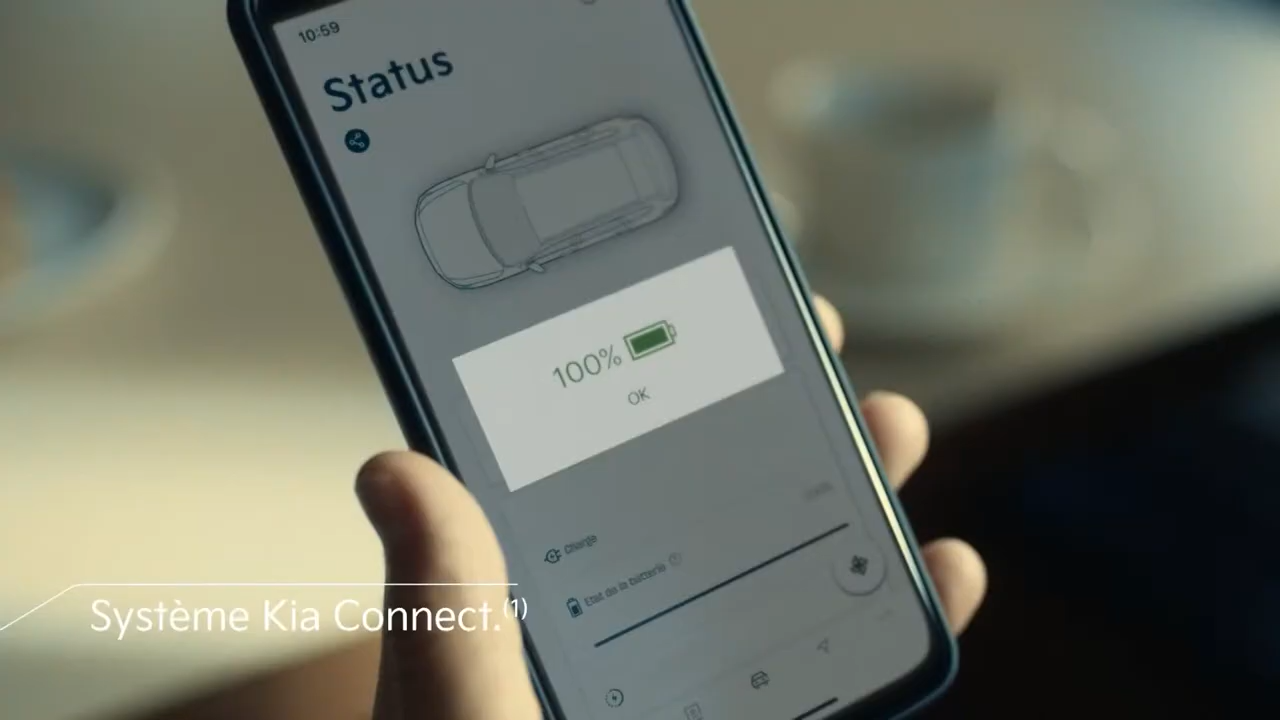 10:59
Status
100%
OK
Charge
Etat de la batterie
Système Kia Connect.(1)